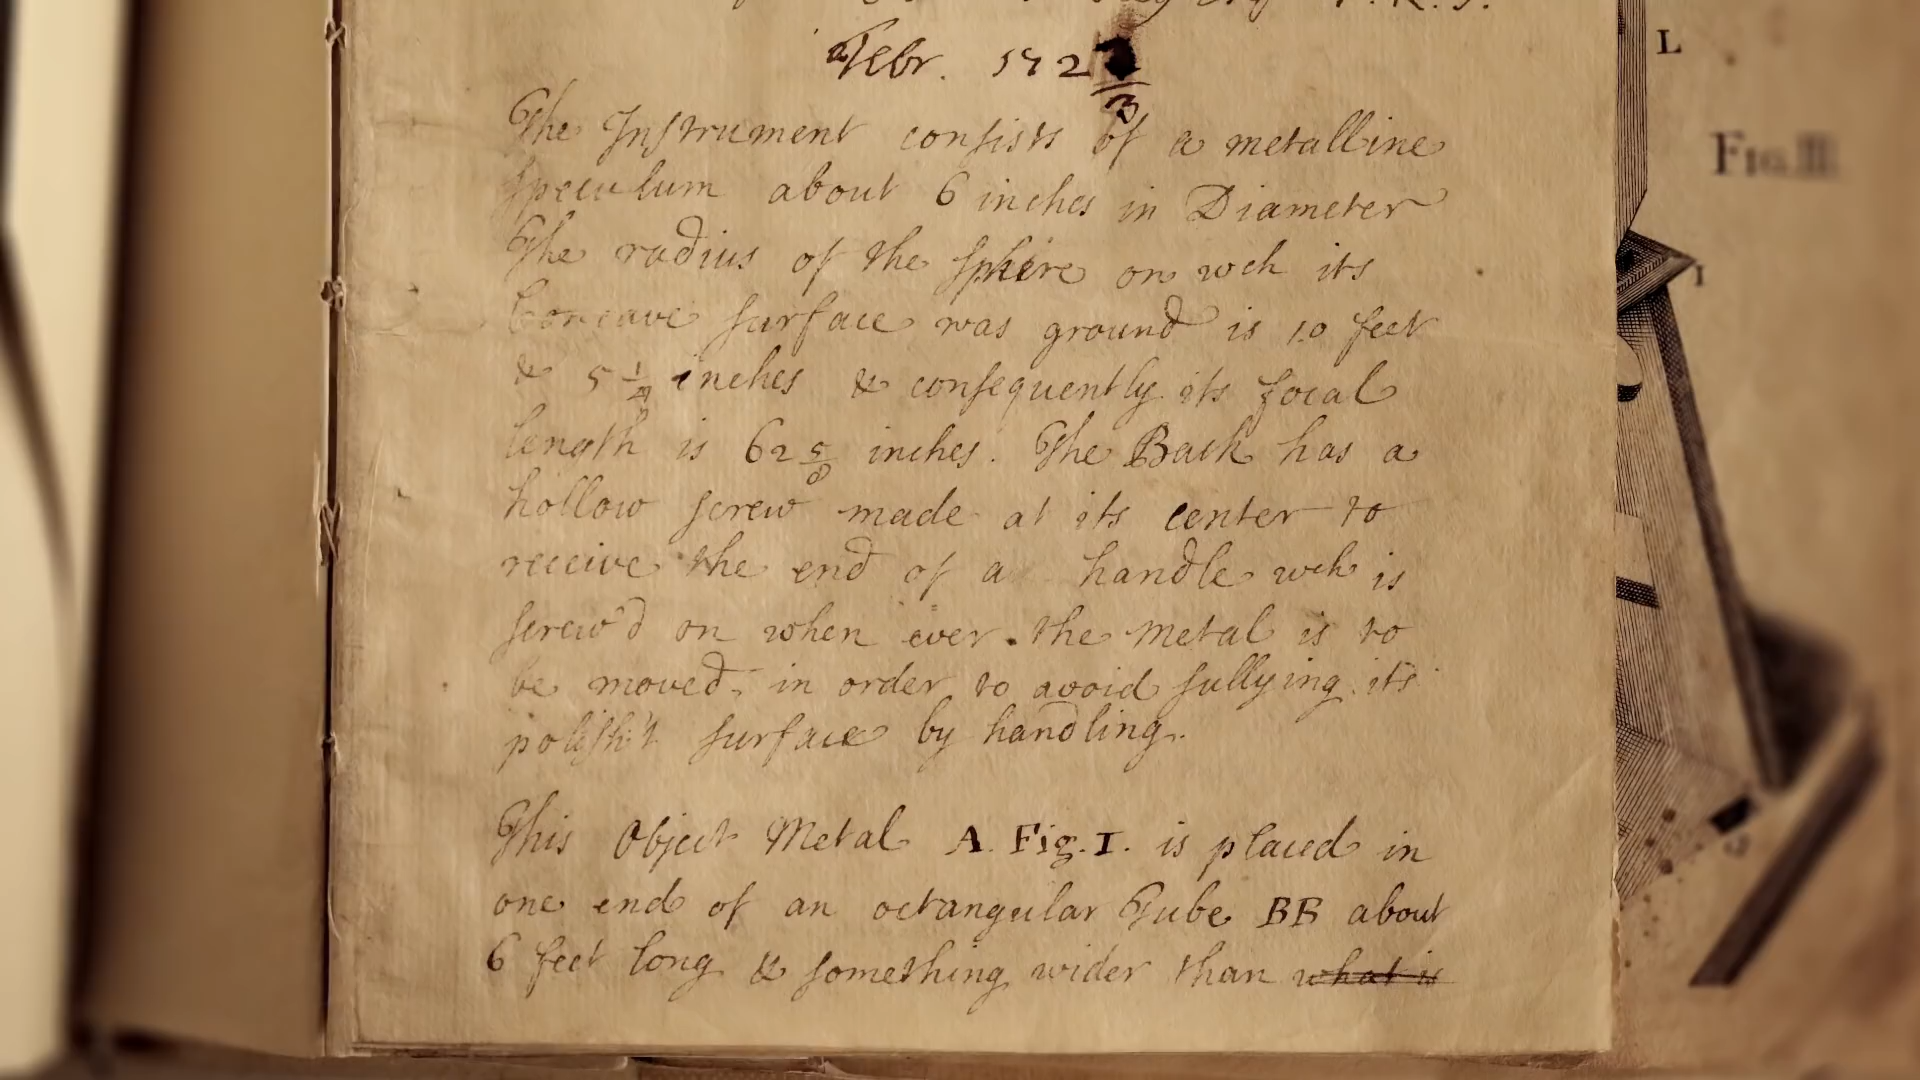 F. R. S.
Febr. 172 3
The Instrument consists of a metalline
speculum about 6 inches in Diameter
The radius of the sphere on wch its
Concave surface was ground is 10 feet
& 5 1/4 inches & consequently its focal
length is 62 5/8 inches. The Back has a
hollow screw made at its center to
receive the end of a handle wch is
screw'd on when ever the Metal is to
be moved, in order to avoid sullying its
polish't surface by handling.
This Object Metal A. Fig. I. is placed in
one end of an octangular Tube BB about
6 feet long & something wider than what is
L
Fig. III.
I